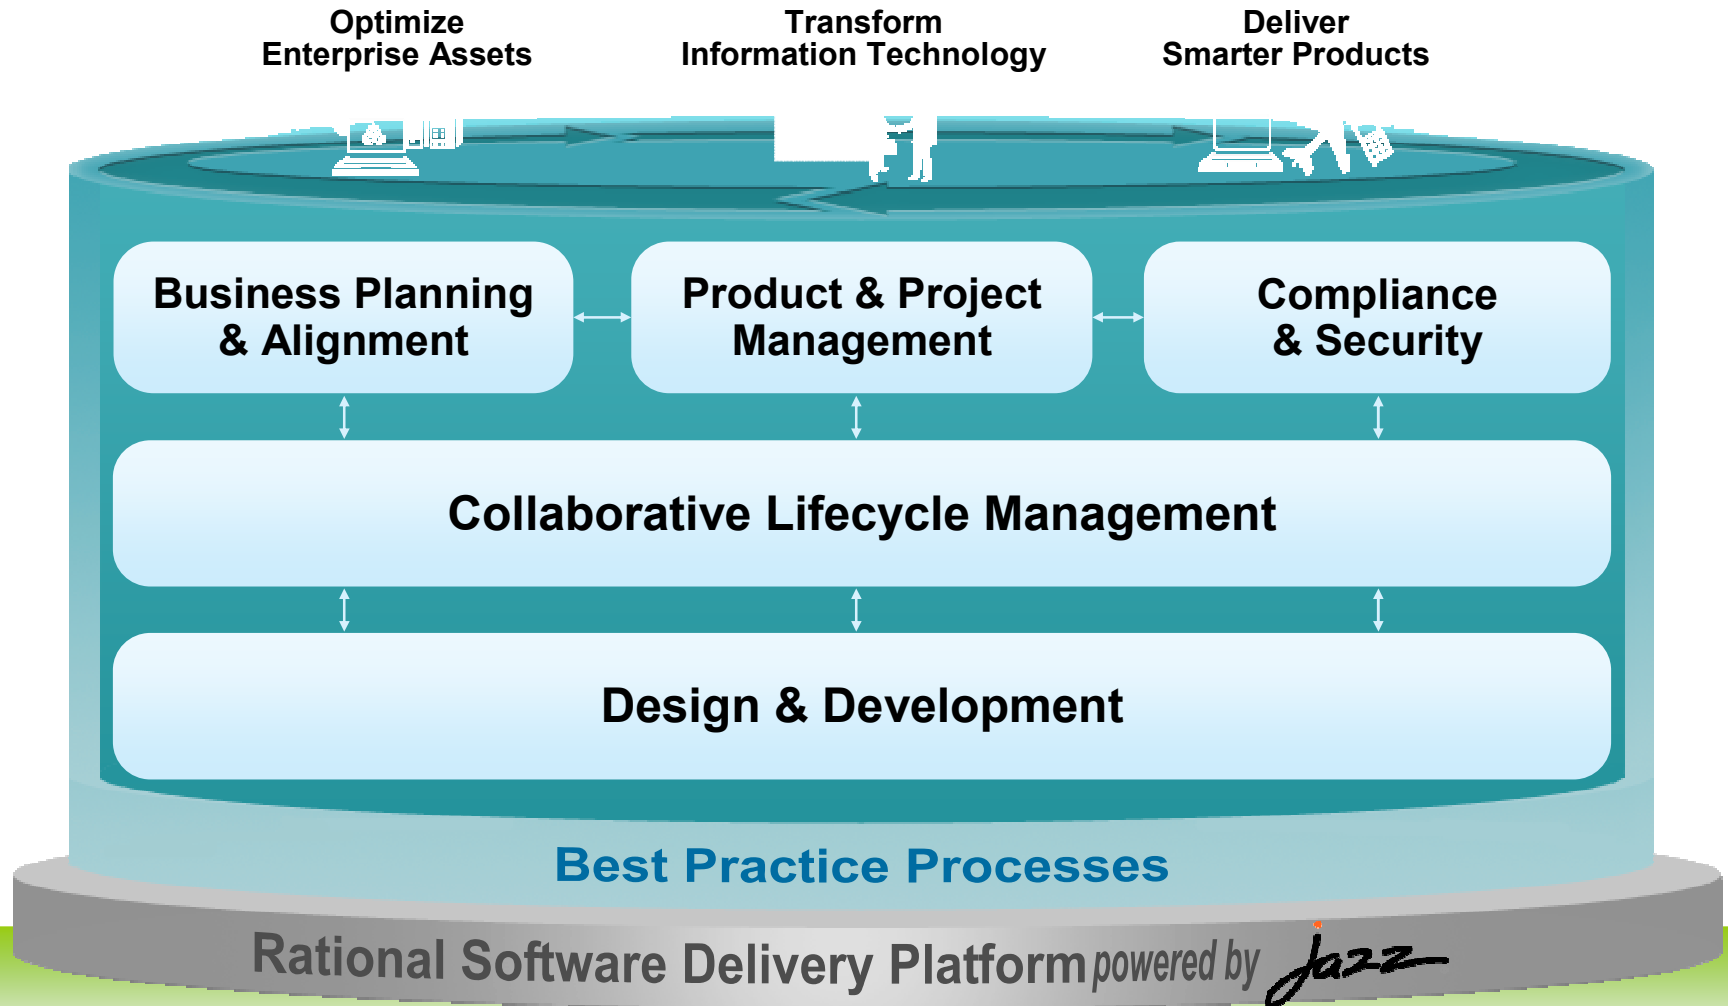 Optimize
Enterprise Assets
Transform
Information Technology
Deliver
Smarter Products
Business Planning
& Alignment
Product & Project
Management
Compliance
& Security
Collaborative Lifecycle Management
Design & Development
Best Practice Processes
Rational Software Delivery Platform powered by jazz